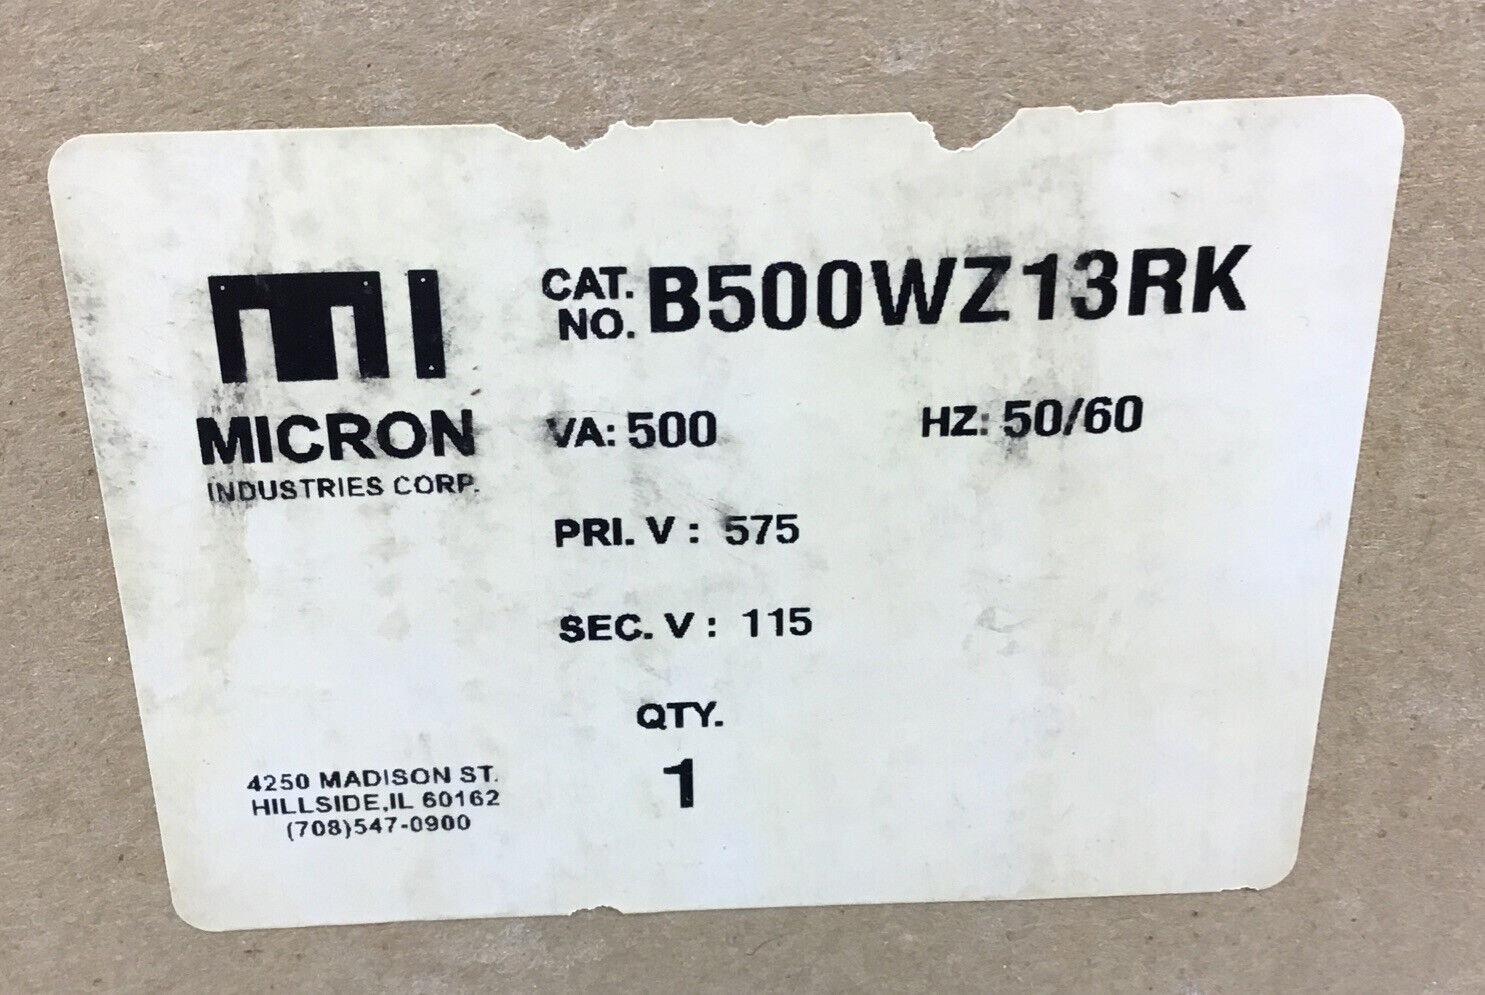 MI
MICRON
INDUSTRIES CORP.
CAT.
NO. B500WZ13RK
VA: 500 HZ: 50/60
PRI. V : 575
SEC. V : 115
QTY.
1
4250 MADISON ST.
HILLSIDE,IL 60162
(708)547-0900